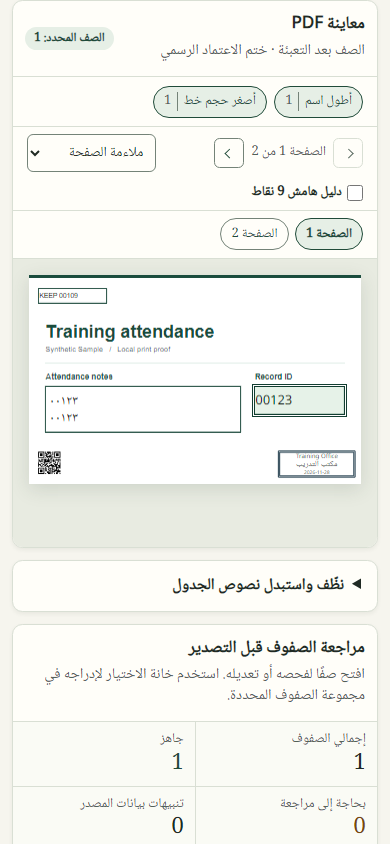 معاينة PDF
الصف بعد التعبئة · ختم الاعتماد الرسمي
الصف المحدد: 1
أطول اسم 1
أصغر حجم خط 1
الصفحة 1 من 2
ملاءمة الصفحة
دليل هامش 9 نقاط
الصفحة 1
الصفحة 2
KEEP 00109
Training attendance
Synthetic Sample / Local print proof
Attendance notes
Record ID
٠٠١٢٣
٠٠١٢٣
00123
Training Office
مكتب التدريب
2026-11-28
نظّف واستبدل نصوص الجدول
مراجعة الصفوف قبل التصدير
افتح صفًا لفحصه أو تعديله. استخدم خانة الاختيار لإدراجه في
مجموعة الصفوف المحددة.
إجمالي الصفوف
1
جاهز
1
بحاجة إلى مراجعة
0
تنبيهات بيانات المصدر
0